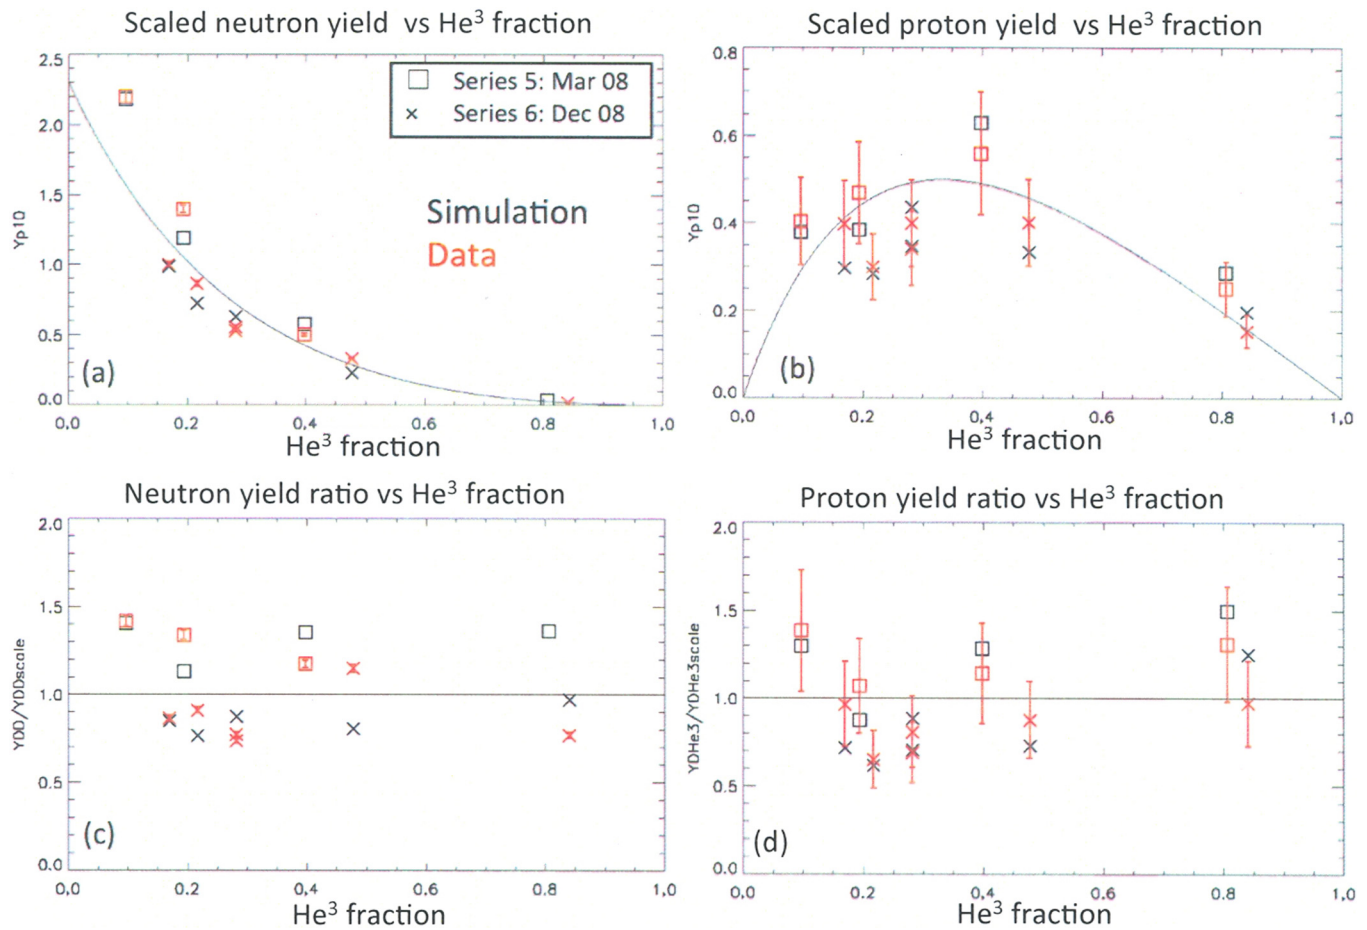 Scaled neutron yield vs He³ fraction
2.5
2.0
1.5
1.0
0.5
0.0
Yp10
□ Series 5: Mar 08
× Series 6: Dec 08
Simulation
Data
(a)
0.0 0.2 0.4 0.6 0.8 1.0
He³ fraction
Scaled proton yield vs He³ fraction
0.8
0.6
0.4
0.2
0.0
Yp10
(b)
0.0 0.2 0.4 0.6 0.8 1.0
He³ fraction
Neutron yield ratio vs He³ fraction
2.0
1.5
1.0
0.5
0.0
YDD/YDDscale
(c)
0.0 0.2 0.4 0.6 0.8 1.0
He³ fraction
Proton yield ratio vs He³ fraction
2.0
1.5
1.0
0.5
0.0
YDHe3/YDHe3scale
(d)
0.0 0.2 0.4 0.6 0.8 1.0
He³ fraction